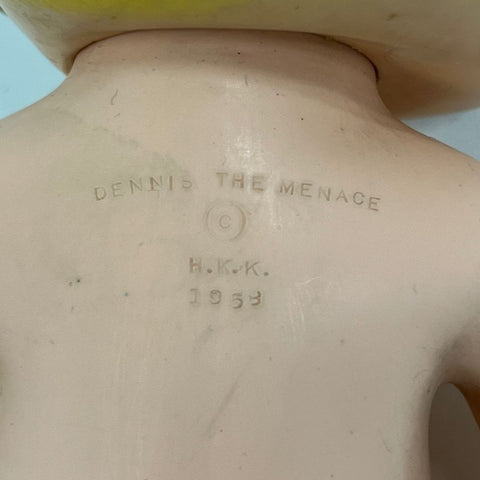 DENNIS THE MENACE
©
H.K.K.
1958